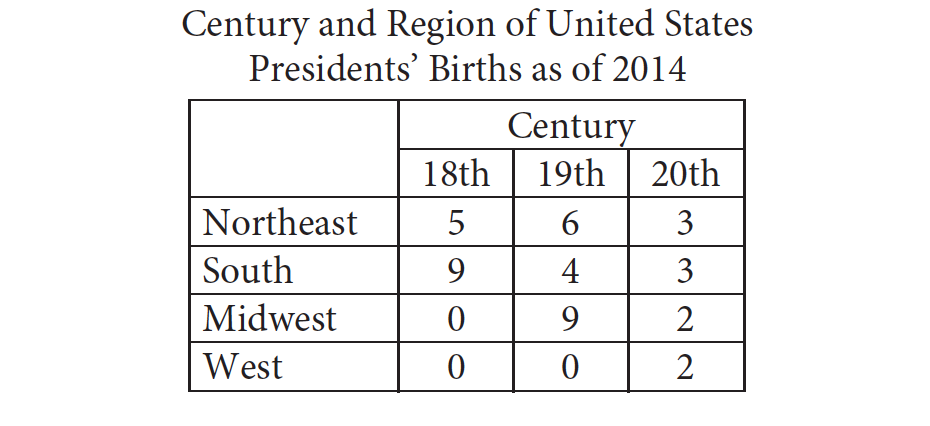 Century and Region of United States
Presidents’ Births as of 2014
Century
18th 19th 20th
Northeast 5 6 3
South 9 4 3
Midwest 0 9 2
West 0 0 2